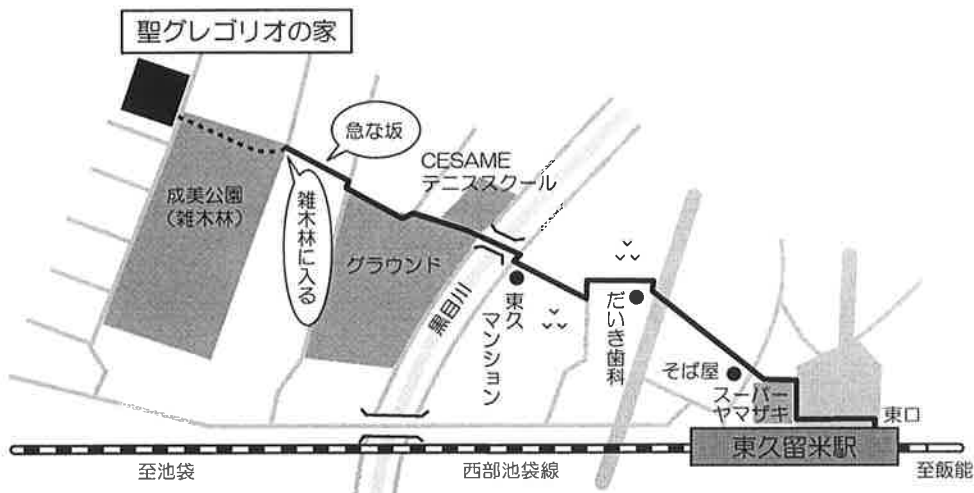 聖グレゴリオの家
急な坂
CESAME
テニススクール
成美公園
(雑木林)
雑木林に入る
グラウンド
黒目川
東久
マンション
だいき歯科
そば屋
スーパー
ヤマザキ
東口
東久留米駅
至池袋
西部池袋線
至飯能